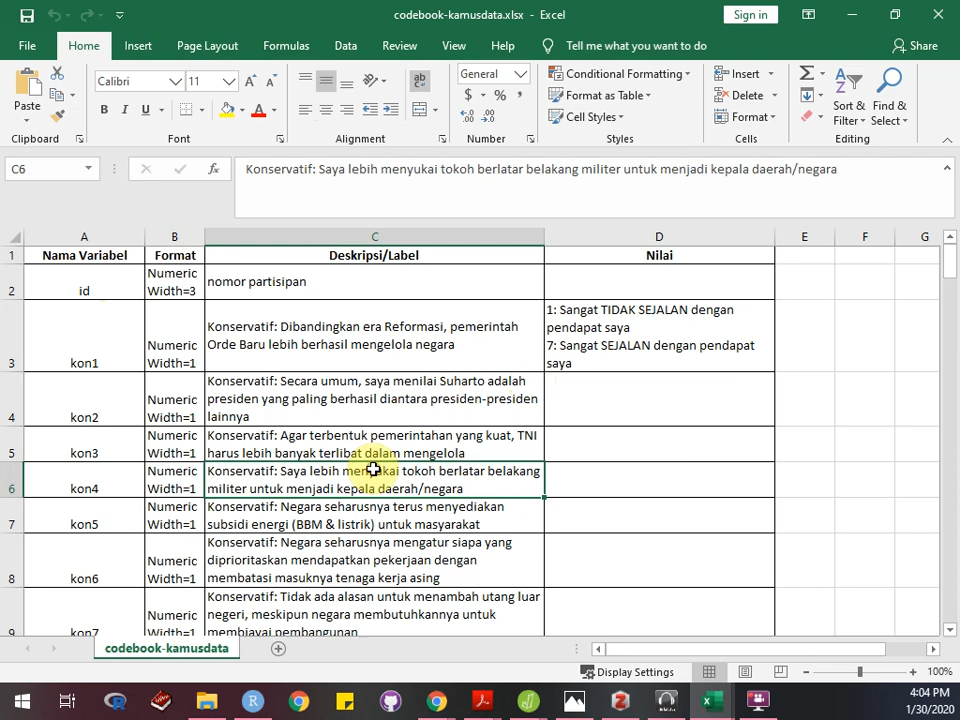 codebook-kamusdata.xlsx - Excel
Sign in
File Home Insert Page Layout Formulas Data Review View Help Tell me what you want to do Share
Paste
Calibri 11
B I U
General
$ % ,
Conditional Formatting
Format as Table
Cell Styles
Insert
Delete
Format
Sort & Filter
Find & Select
Clipboard Font Alignment Number Styles Cells Editing
C6 fx Konservatif: Saya lebih menyukai tokoh berlatar belakang militer untuk menjadi kepala daerah/negara
A B C D E F G
1 Nama Variabel Format Deskripsi/Label Nilai
2 id Numeric Width=3 nomor partisipan
3 kon1 Numeric Width=1
Konservatif: Dibandingkan era Reformasi, pemerintah
Orde Baru lebih berhasil mengelola negara
1: Sangat TIDAK SEJALAN dengan
pendapat saya
7: Sangat SEJALAN dengan pendapat
saya
4 kon2 Numeric Width=1
Konservatif: Secara umum, saya menilai Suharto adalah
presiden yang paling berhasil diantara presiden-presiden
lainnya
5 kon3 Numeric Width=1
Konservatif: Agar terbentuk pemerintahan yang kuat, TNI
harus lebih banyak terlibat dalam mengelola
6 kon4 Numeric Width=1
Konservatif: Saya lebih menyukai tokoh berlatar belakang
militer untuk menjadi kepala daerah/negara
7 kon5 Numeric Width=1
Konservatif: Negara seharusnya terus menyediakan
subsidi energi (BBM & listrik) untuk masyarakat
8 kon6 Numeric Width=1
Konservatif: Negara seharusnya mengatur siapa yang
diprioritaskan mendapatkan pekerjaan dengan
membatasi masuknya tenaga kerja asing
9 kon7 Numeric Width=1
Konservatif: Tidak ada alasan untuk menambah utang luar
negeri, meskipun negara membutuhkannya untuk
membiayai pembangunan
codebook-kamusdata
Display Settings 100%
4:04 PM
1/30/2020